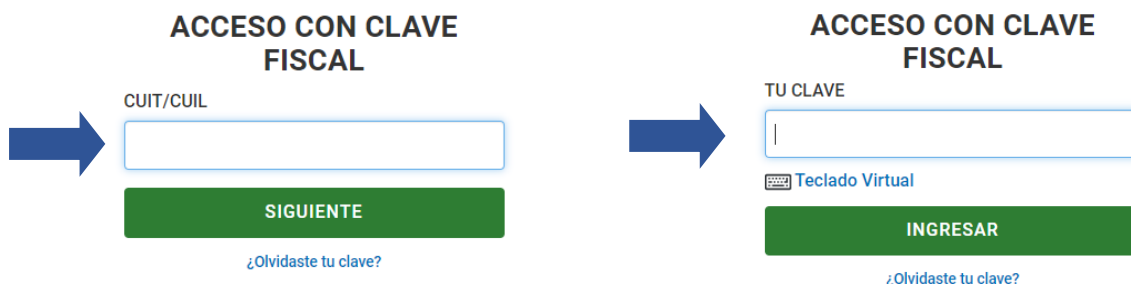 ACCESO CON CLAVE
FISCAL
CUIT/CUIL
SIGUIENTE
¿Olvidaste tu clave?
ACCESO CON CLAVE
FISCAL
TU CLAVE
Teclado Virtual
INGRESAR
¿Olvidaste tu clave?